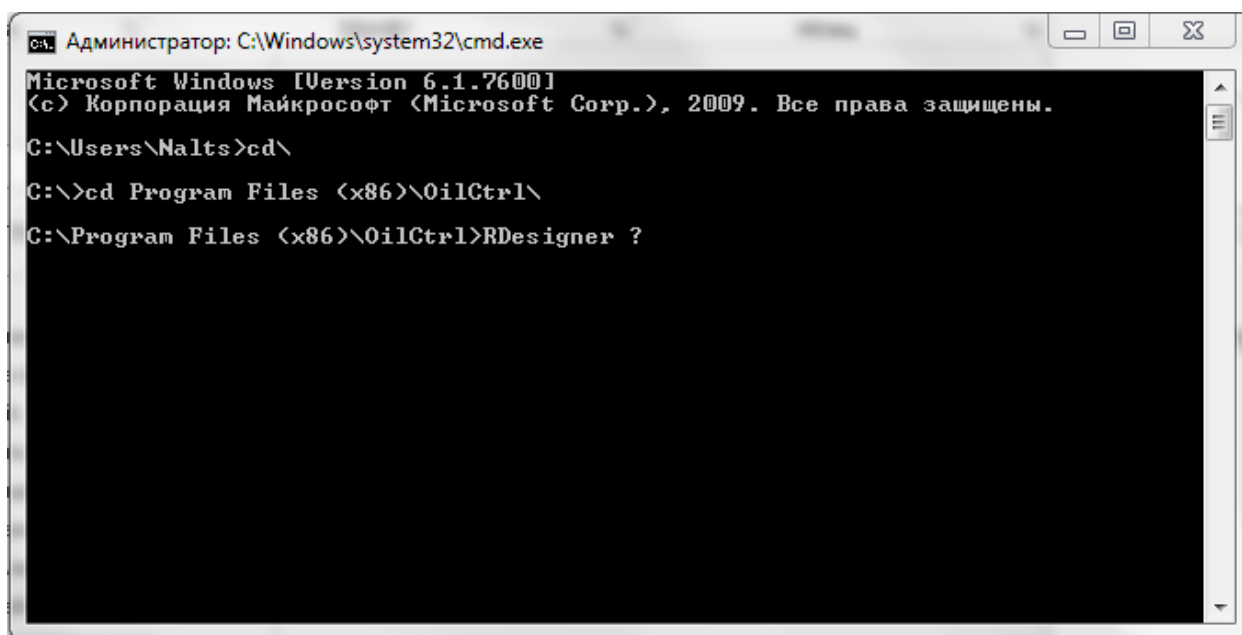 Администратор: C:\Windows\system32\cmd.exe
Microsoft Windows [Version 6.1.7600]
(c) Корпорация Майкрософт (Microsoft Corp.), 2009. Все права защищены.
C:\Users\Nalts>cd\
C:\>cd Program Files (x86)\OilCtrl\
C:\Program Files (x86)\OilCtrl>RDesigner ?